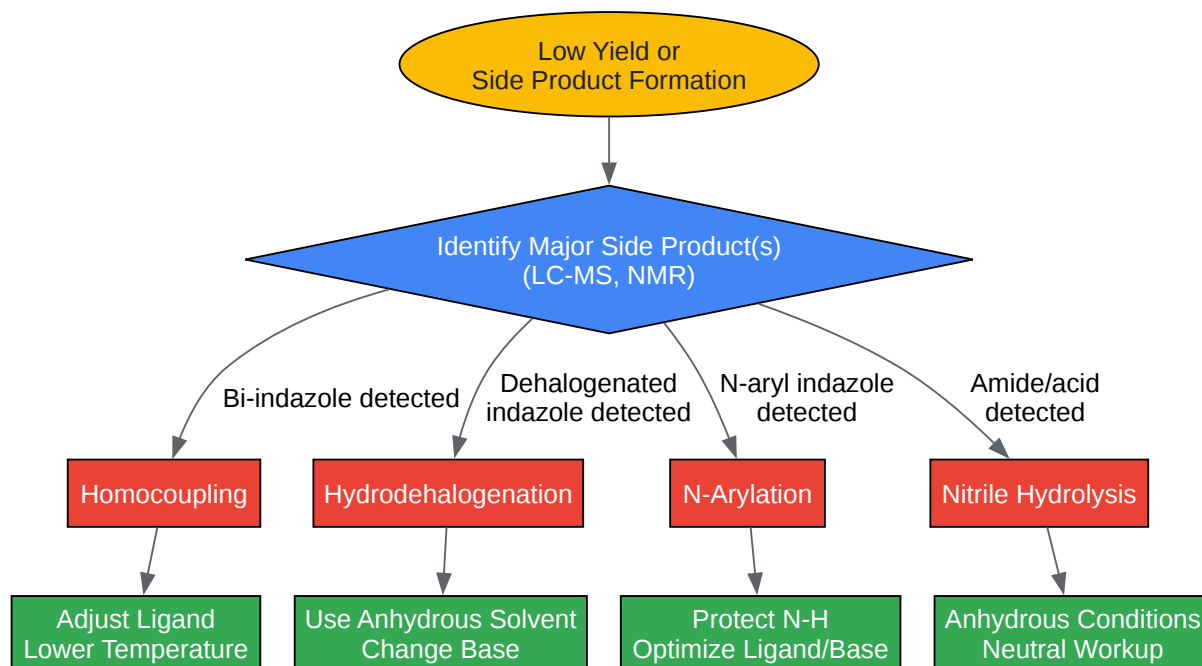 Low Yield or
Side Product Formation
Identify Major Side Product(s)
(LC-MS, NMR)
Bi-indazole detected
Dehalogenated
indazole detected
N-aryl indazole
detected
Amide/acid
detected
Homocoupling
Hydrodehalogenation
N-Arylation
Nitrile Hydrolysis
Adjust Ligand
Lower Temperature
Use Anhydrous Solvent
Change Base
Protect N-H
Optimize Ligand/Base
Anhydrous Conditions
Neutral Workup